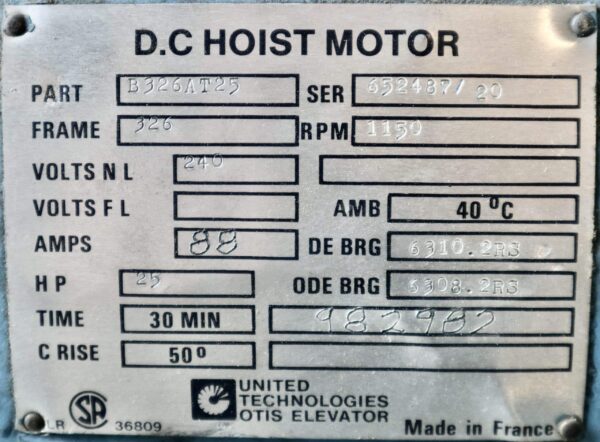 D.C HOIST MOTOR
PART B326AT25 SER 652487/20
FRAME 326 RPM 1150
VOLTS N L 240
VOLTS F L AMB 40 °C
AMPS 88 DE BRG 6310.2RS
H P 25 ODE BRG 6308.2RS
TIME 30 MIN 982982
C RISE 50°
UNITED
TECHNOLOGIES
OTIS ELEVATOR
LR SA 36809
Made in France